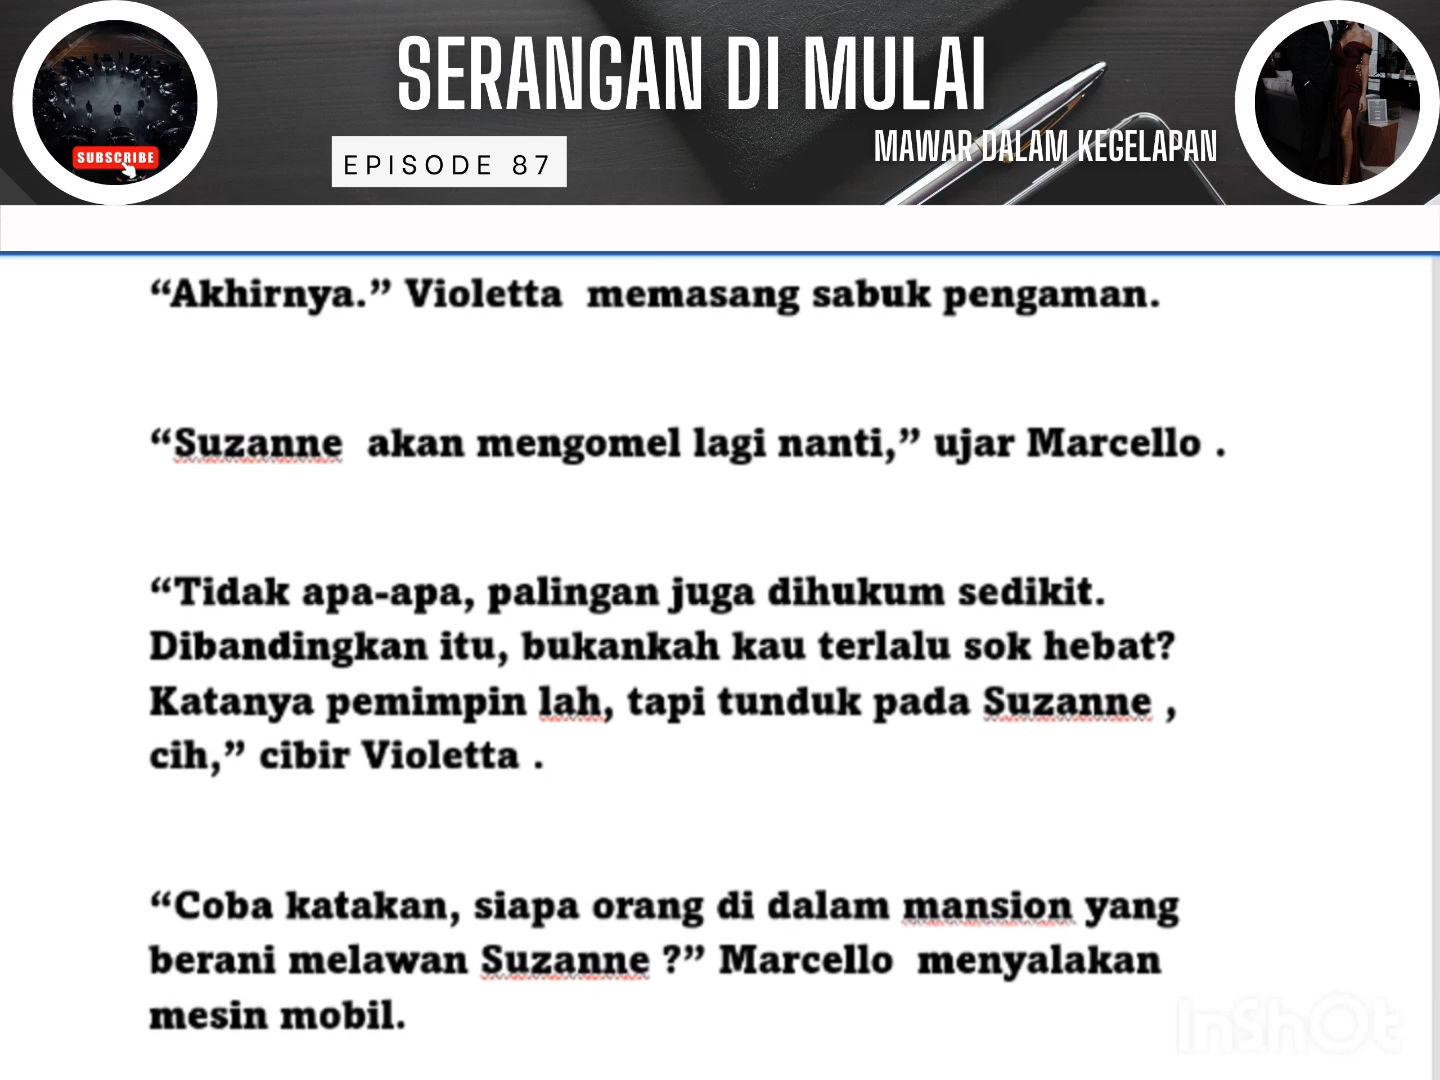 SERANGAN DI MULAI
MAWAR DALAM KEGELAPAN
EPISODE 87
SUBSCRIBE
“Akhirnya.” Violetta memasang sabuk pengaman.
“Suzanne akan mengomel lagi nanti,” ujar Marcello .
“Tidak apa-apa, palingan juga dihukum sedikit.
Dibandingkan itu, bukankah kau terlalu sok hebat?
Katanya pemimpin lah, tapi tunduk pada Suzanne ,
cih,” cibir Violetta .
“Coba katakan, siapa orang di dalam mansion yang
berani melawan Suzanne ?” Marcello menyalakan
mesin mobil.
InShOt